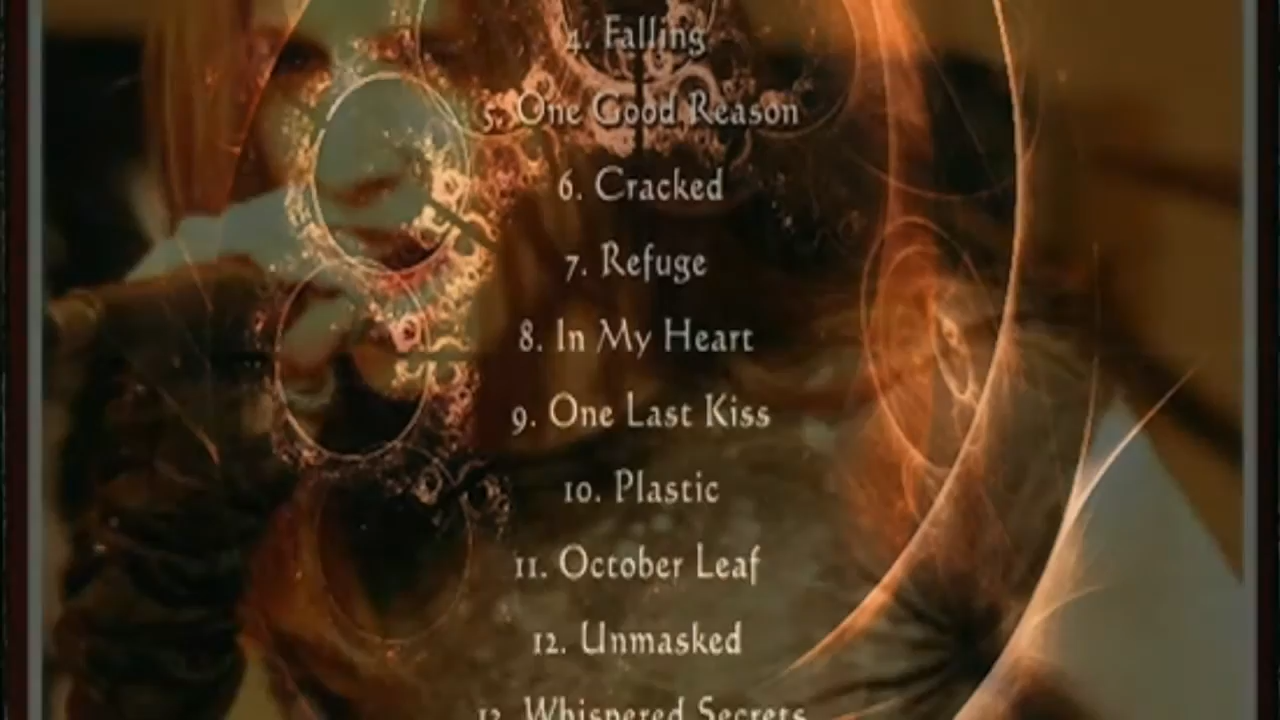 4. Falling
5. One Good Reason
6. Cracked
7. Refuge
8. In My Heart
9. One Last Kiss
10. Plastic
11. October Leaf
12. Unmasked
13. Whispered Secrets